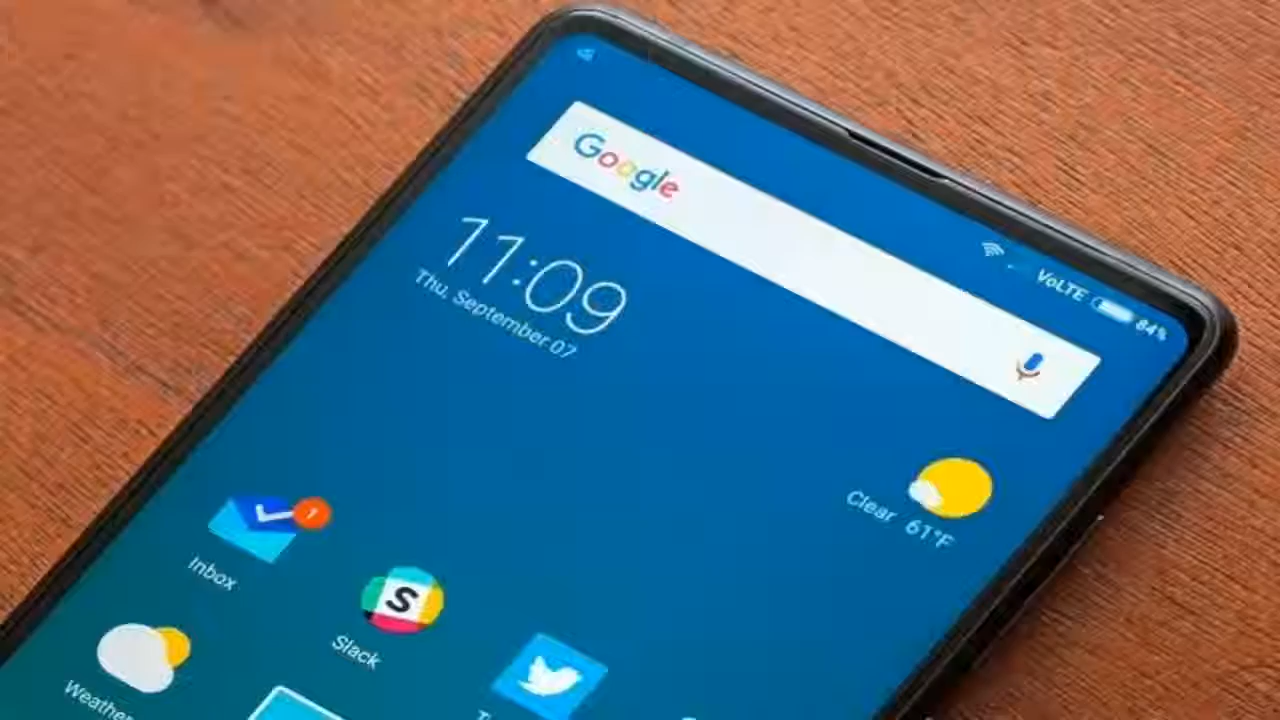 Google
VoLTE 84%
11:09
Thu, September 07
Clear 61°F
1
Inbox
S
Slack
Weather